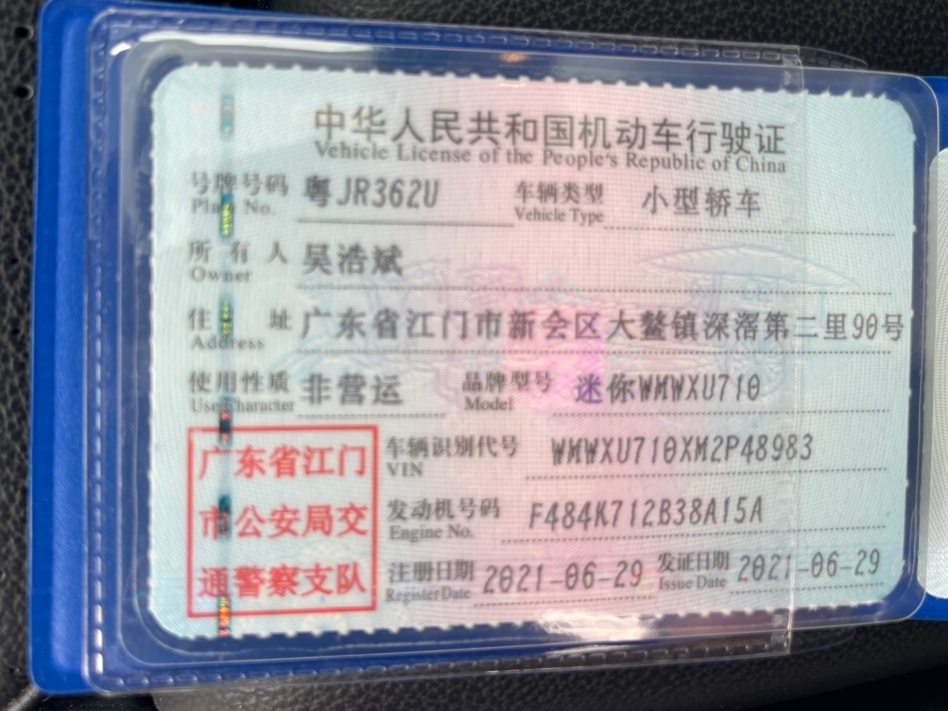 中华人民共和国机动车行驶证
Vehicle License of the People's Republic of China
号牌号码 粤JR362U 车辆类型 小型轿车
Plate No. Vehicle Type
所有人 吴浩斌
Owner
住址 广东省江门市新会区大鳌镇深滘第二里90号
Address
使用性质 非营运 品牌型号 迷你WMWXU710
Use Character Model
广东省江门
市公安局交
通警察支队
车辆识别代号 WMWXU710XM2P48983
VIN
发动机号码 F484K712B38A15A
Engine No.
注册日期 2021-06-29 发证日期 2021-06-29
Register Date Issue Date